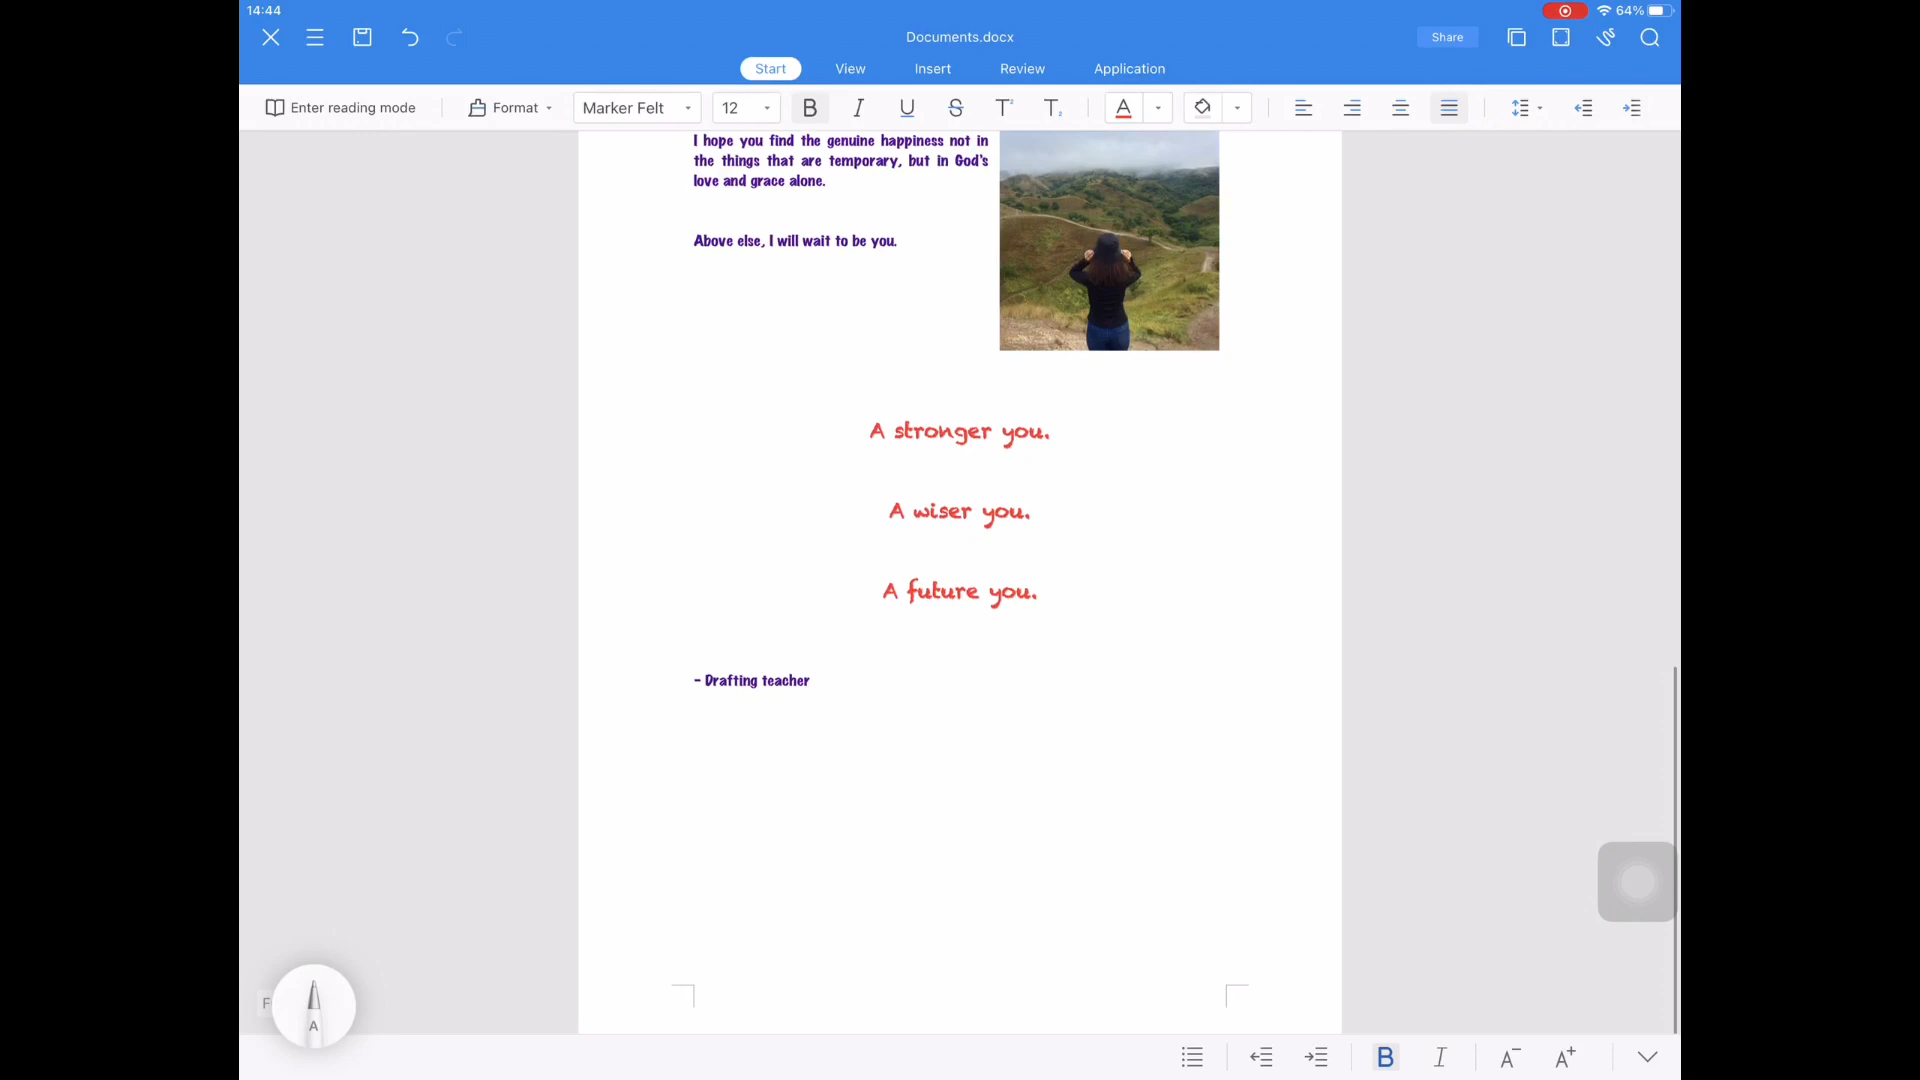 14:44
64%
Documents.docx
Share
Start View Insert Review Application
Enter reading mode Format Marker Felt 12 B I U S T² T₂ A
I hope you find the genuine happiness not in
the things that are temporary, but in God's
love and grace alone.
Above else, I will wait to be you.
A stronger you.
A wiser you.
A future you.
- Drafting teacher
F
A
B I A⁻ A⁺